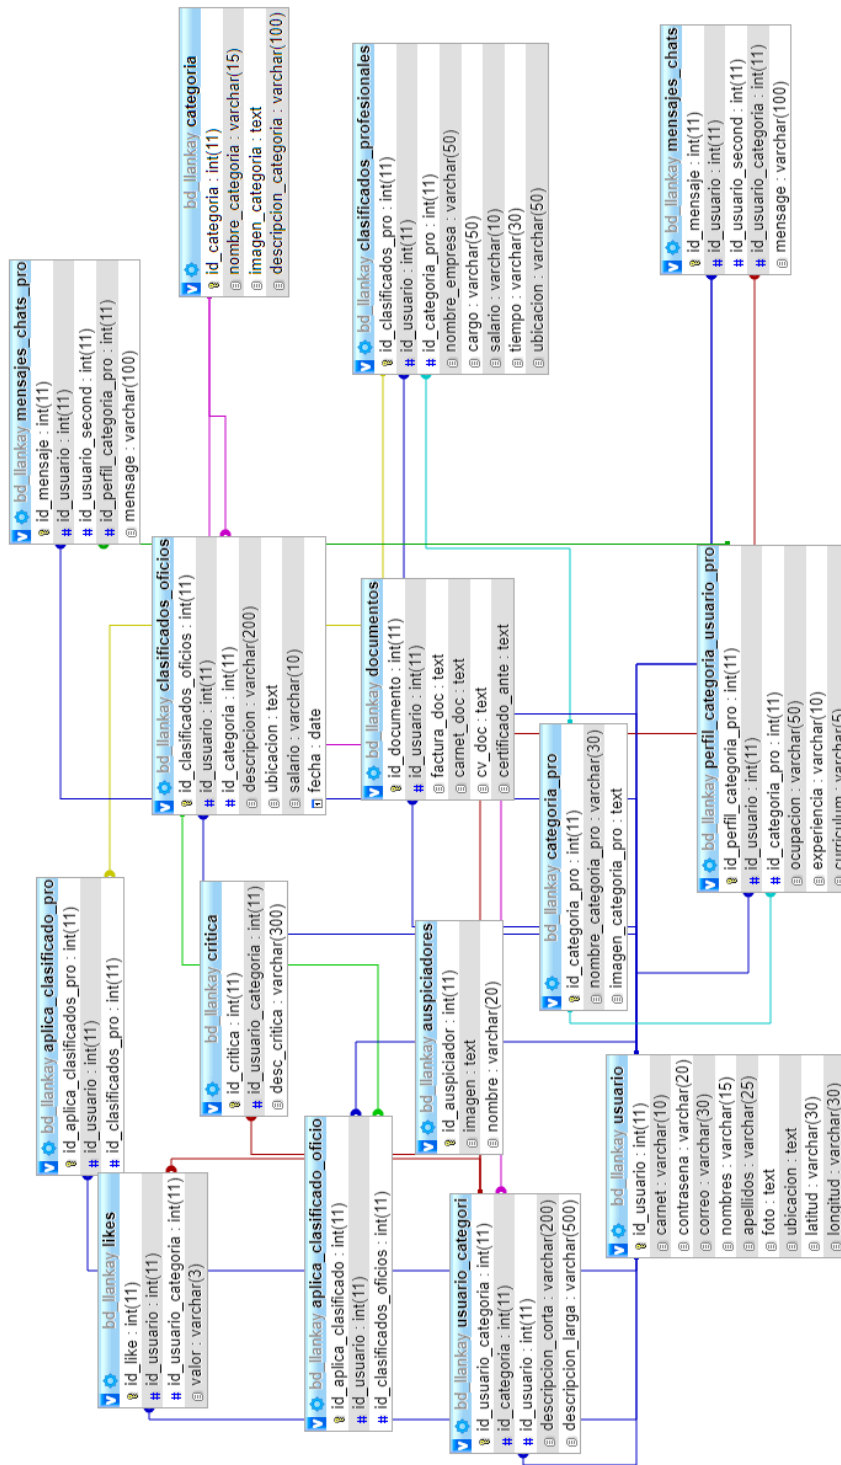 bd_llankay mensajes_chats_pro
id_mensaje : int(11)
id_usuario : int(11)
id_usuario_second : int(11)
id_perfil_categoria_pro : int(11)
mensage : varchar(100)
bd_llankay aplica_clasificado_pro
id_aplica_clasificados_pro : int(11)
id_usuario : int(11)
id_clasificados_pro : int(11)
bd_llankay likes
id_like : int(11)
id_usuario : int(11)
id_usuario_categoria : int(11)
valor : varchar(3)
bd_llankay clasificados_oficios
id_clasificados_oficios : int(11)
id_usuario : int(11)
id_categoria : int(11)
descripcion : varchar(200)
ubicacion : text
salario : varchar(10)
fecha : date
bd_llankay categoria
id_categoria : int(11)
nombre_categoria : varchar(15)
imagen_categoria : text
descripcion_categoria : varchar(100)
bd_llankay critica
id_critica : int(11)
id_usuario_categoria : int(11)
desc_critica : varchar(300)
bd_llankay aplica_clasificado_oficio
id_aplica_clasificado : int(11)
id_usuario : int(11)
id_clasificados_oficios : int(11)
bd_llankay clasificados_profesionales
id_clasificados_pro : int(11)
id_usuario : int(11)
id_categoria_pro : int(11)
nombre_empresa : varchar(50)
cargo : varchar(50)
salario : varchar(10)
tiempo : varchar(30)
ubicacion : varchar(50)
bd_llankay documentos
id_documento : int(11)
id_usuario : int(11)
factura_doc : text
carnet_doc : text
cv_doc : text
certificado_ante : text
bd_llankay auspiciadores
id_auspiciador : int(11)
imagen : text
nombre : varchar(20)
bd_llankay usuario_categori
id_usuario_categoria : int(11)
id_categoria : int(11)
id_usuario : int(11)
descripcion_corta : varchar(200)
descripcion_larga : varchar(500)
bd_llankay categoria_pro
id_categoria_pro : int(11)
nombre_categoria_pro : varchar(30)
imagen_categoria_pro : text
bd_llankay usuario
id_usuario : int(11)
carnet : varchar(10)
contrasena : varchar(20)
correo : varchar(30)
nombres : varchar(15)
apellidos : varchar(25)
foto : text
ubicacion : text
latitud : varchar(30)
longitud : varchar(30)
bd_llankay mensajes_chats
id_mensaje : int(11)
id_usuario : int(11)
id_usuario_second : int(11)
id_usuario_categoria : int(11)
mensage : varchar(100)
bd_llankay perfil_categoria_usuario_pro
id_perfil_categoria_pro : int(11)
id_usuario : int(11)
id_categoria_pro : int(11)
ocupacion : varchar(50)
experiencia : varchar(10)
curriculum : varchar(5)